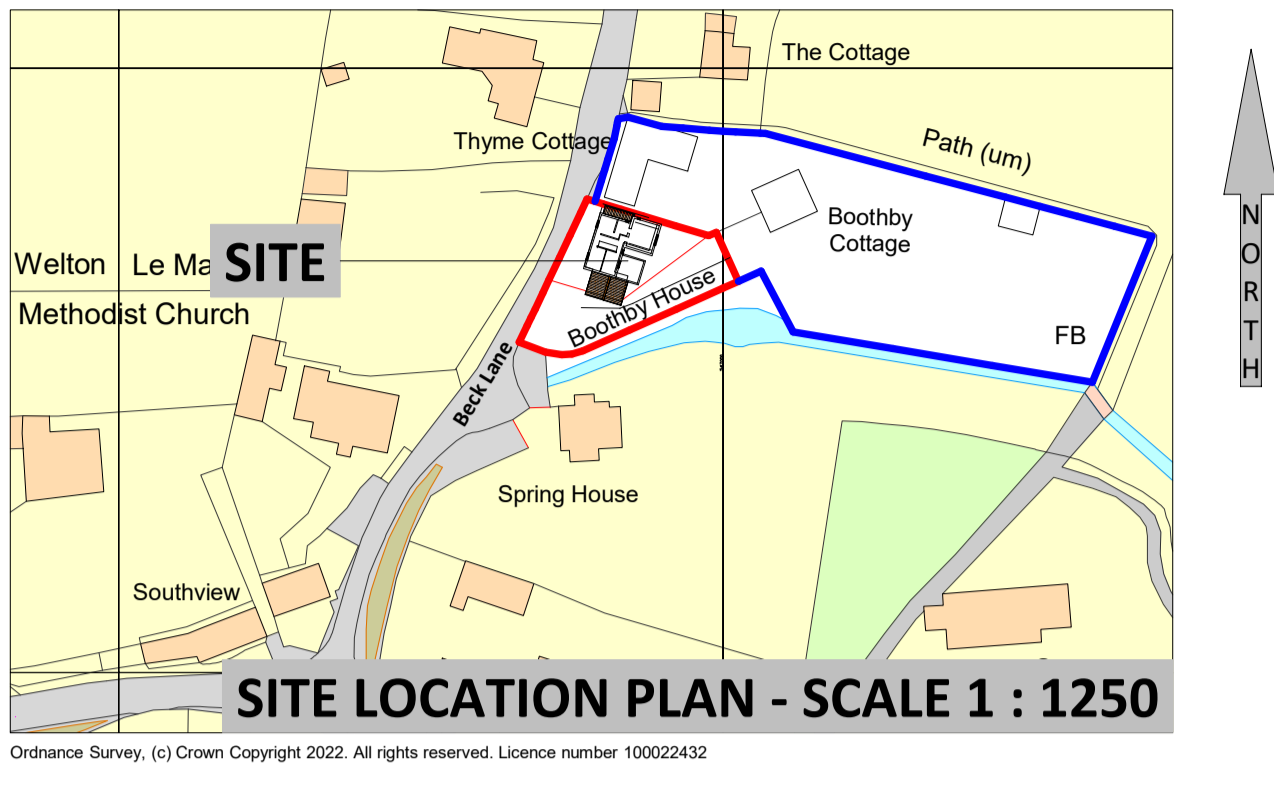 The Cottage
Thyme Cottage
Path (um)
NORTH
Boothby
Cottage
Welton Le Ma
SITE
Methodist Church
Boothby House
FB
Beck Lane
Spring House
Southview
SITE LOCATION PLAN - SCALE 1 : 1250
Ordnance Survey, (c) Crown Copyright 2022. All rights reserved. Licence number 100022432